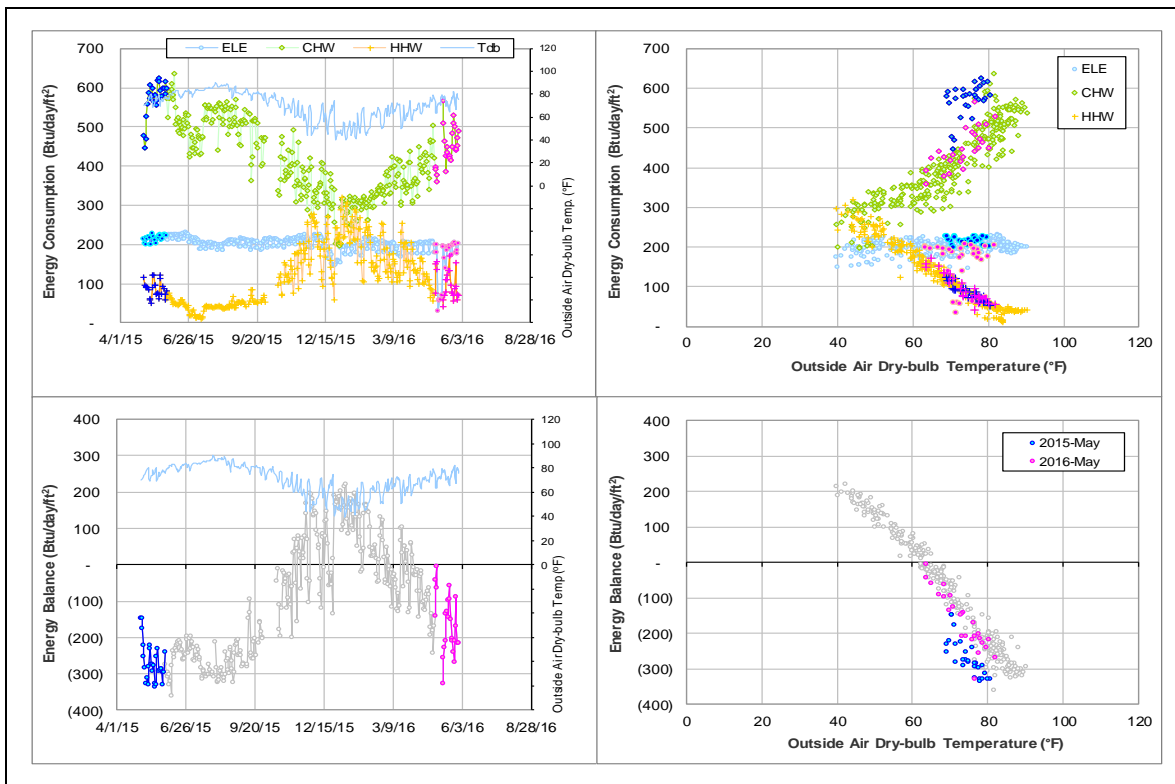 ELE CHW HHW Tdb
700
600
500
400
300
200
100
-
120
100
80
60
40
20
0
4/1/15 6/26/15 9/20/15 12/15/15 3/9/16 6/3/16 8/28/16
Energy Consumption (Btu/day/ft²)
Outside Air Dry-bulb Temp. (°F)
ELE
CHW
HHW
700
600
500
400
300
200
100
-
0 20 40 60 80 100 120
Energy Consumption (Btu/day/ft²)
Outside Air Dry-bulb Temperature (°F)
400
300
200
100
-
(100)
(200)
(300)
(400)
120
100
80
60
40
20
0
4/1/15 6/26/15 9/20/15 12/15/15 3/9/16 6/3/16 8/28/16
Energy Balance (Btu/day/ft²)
Outside Air Dry-bulb Temp (°F)
2015-May
2016-May
400
300
200
100
-
(100)
(200)
(300)
(400)
0 20 40 60 80 100 120
Energy Balance (Btu/day/ft²)
Outside Air Dry-bulb Temperature (°F)